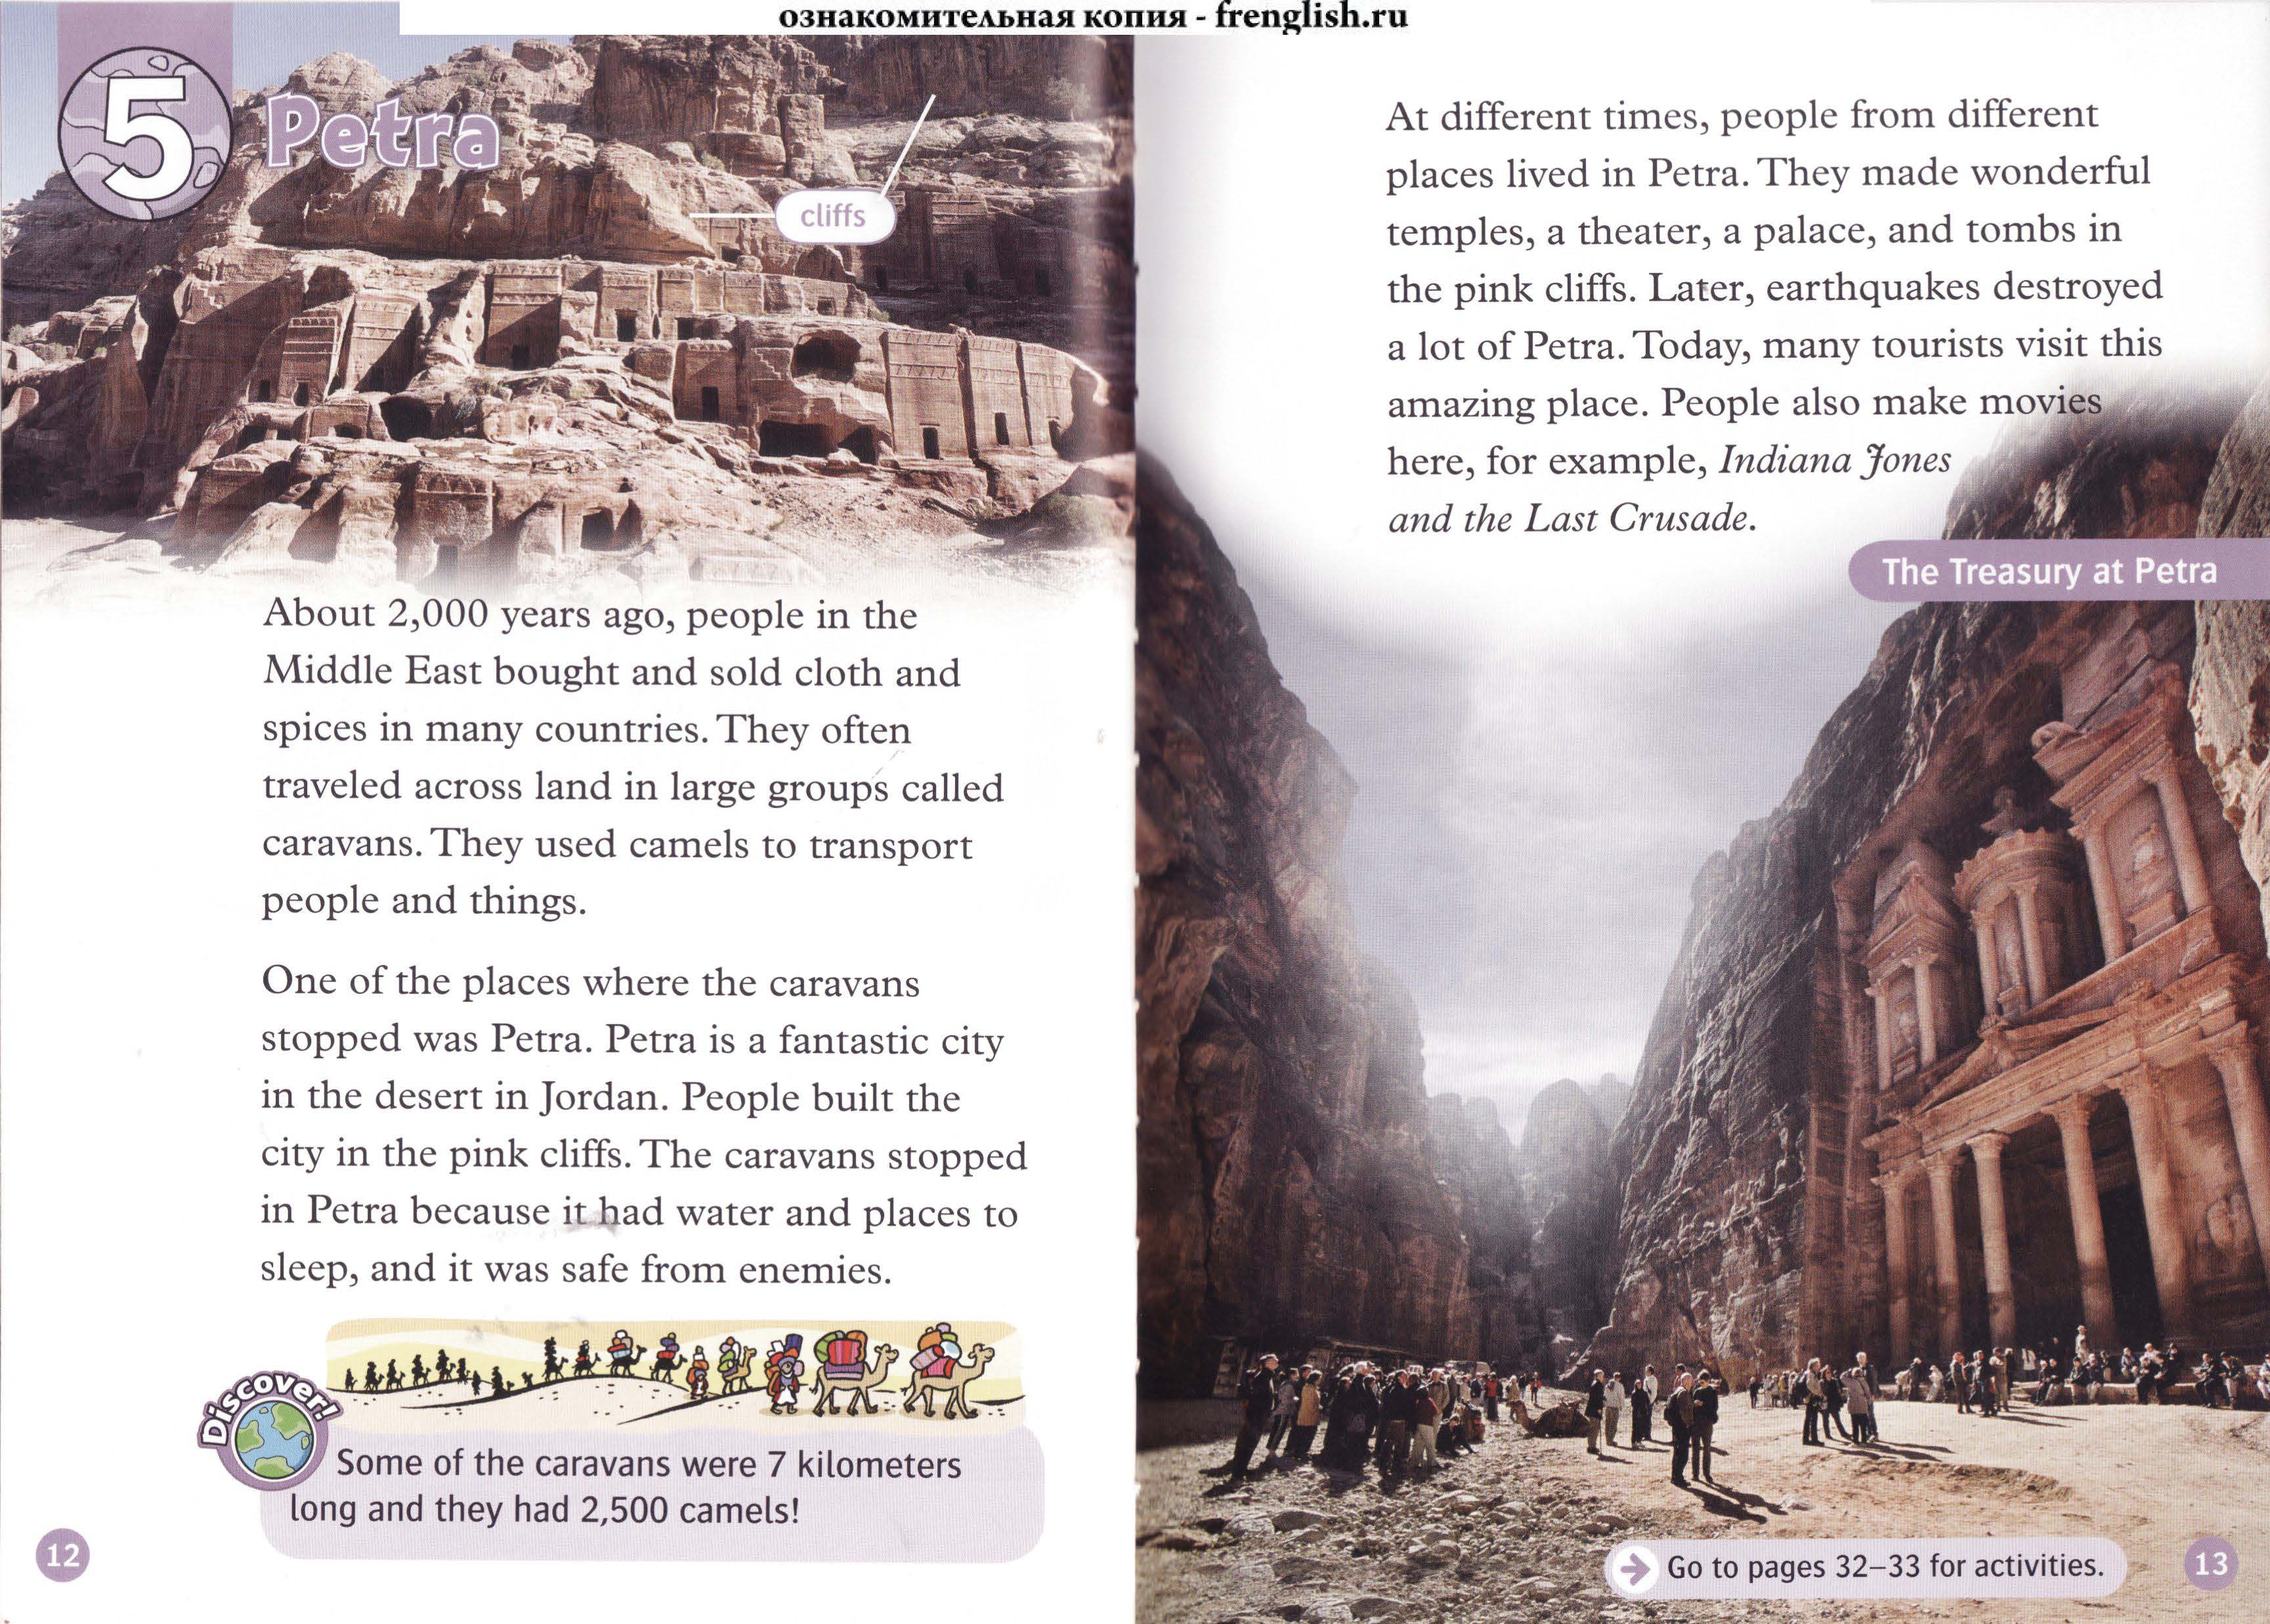 ознакомительная копия - frenglish.ru
5 Petra
cliffs
About 2,000 years ago, people in the
Middle East bought and sold cloth and
spices in many countries. They often
traveled across land in large groups called
caravans. They used camels to transport
people and things.
One of the places where the caravans
stopped was Petra. Petra is a fantastic city
in the desert in Jordan. People built the
city in the pink cliffs. The caravans stopped
in Petra because it had water and places to
sleep, and it was safe from enemies.
Discover!
Some of the caravans were 7 kilometers
long and they had 2,500 camels!
12
At different times, people from different
places lived in Petra. They made wonderful
temples, a theater, a palace, and tombs in
the pink cliffs. Later, earthquakes destroyed
a lot of Petra. Today, many tourists visit this
amazing place. People also make movies
here, for example, Indiana Jones
and the Last Crusade.
The Treasury at Petra
Go to pages 32–33 for activities.
13